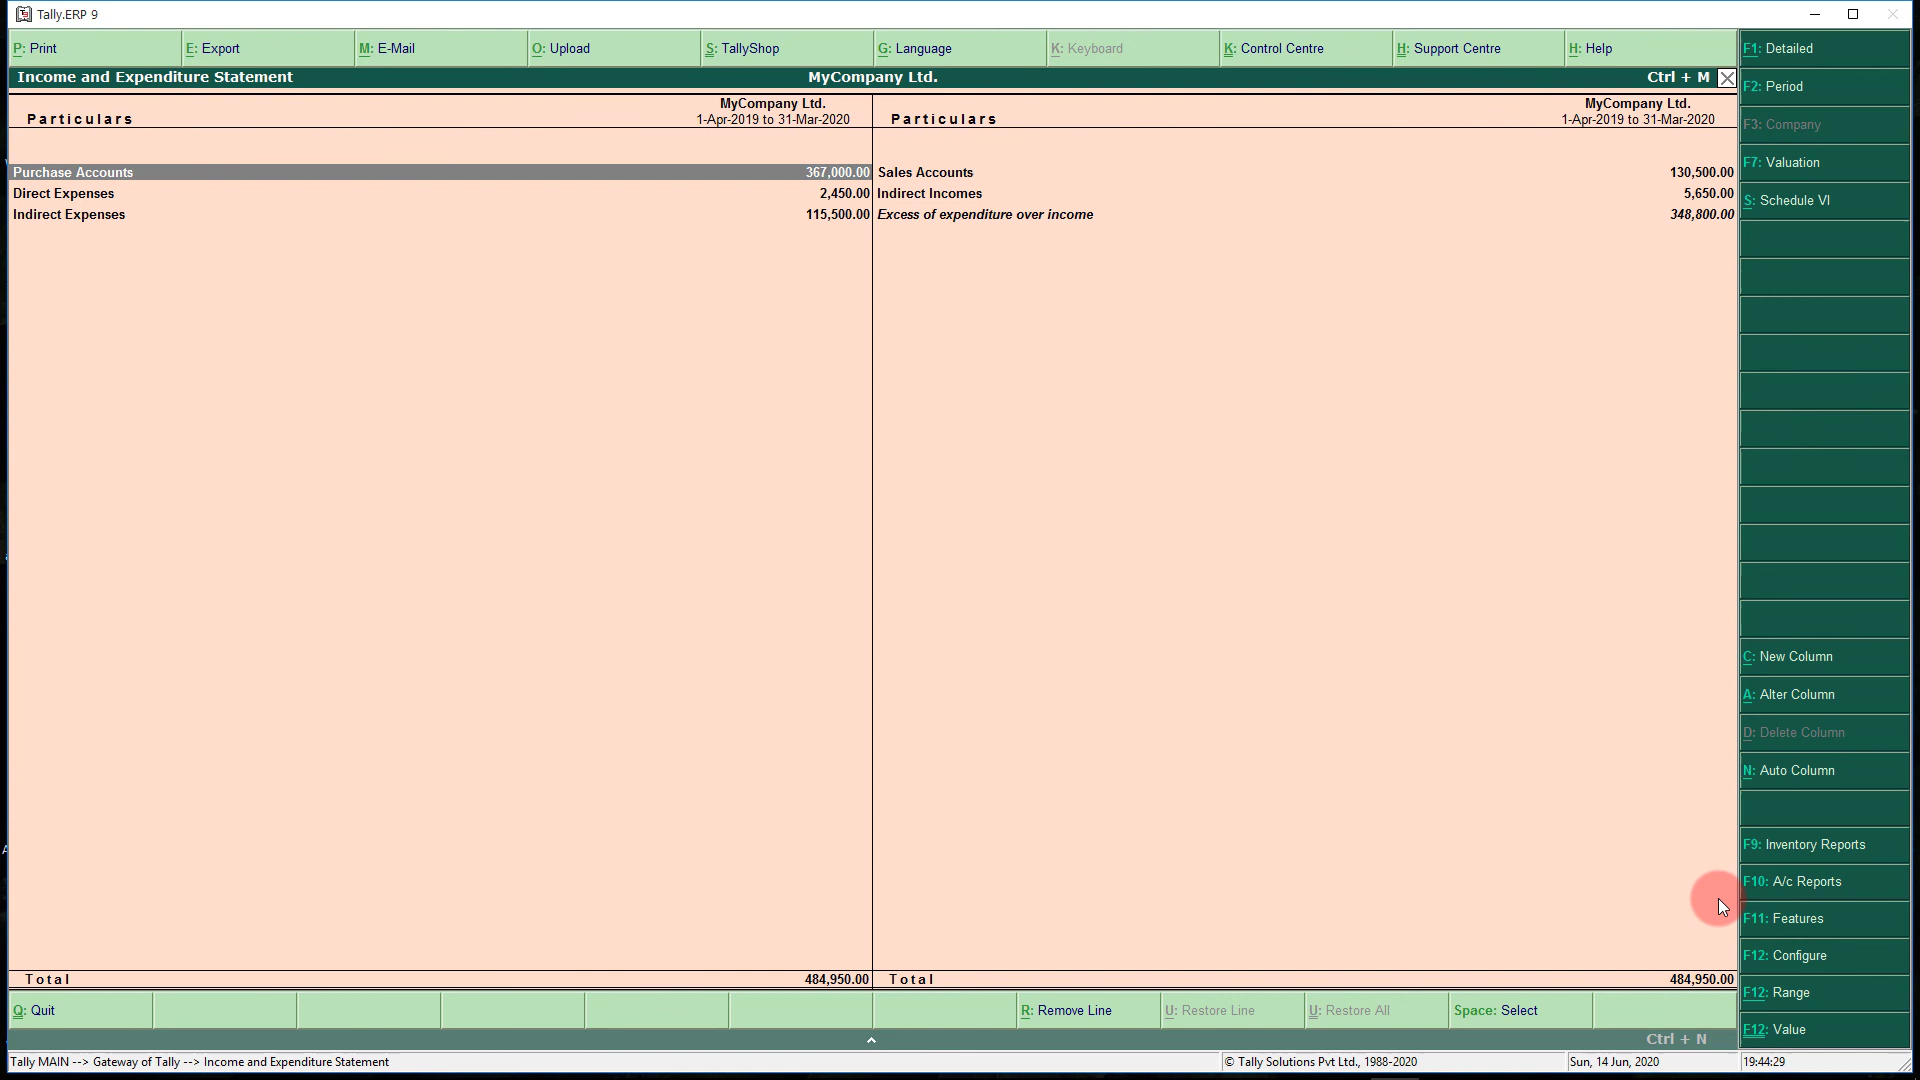 Tally.ERP 9
P: Print E: Export M: E-Mail O: Upload S: TallyShop G: Language K: Keyboard K: Control Centre H: Support Centre H: Help
Income and Expenditure Statement MyCompany Ltd. Ctrl + M
Particulars MyCompany Ltd. 1-Apr-2019 to 31-Mar-2020
Particulars MyCompany Ltd. 1-Apr-2019 to 31-Mar-2020
Purchase Accounts 367,000.00 Sales Accounts 130,500.00
Direct Expenses 2,450.00 Indirect Incomes 5,650.00
Indirect Expenses 115,500.00 Excess of expenditure over income 348,800.00
Total 484,950.00 Total 484,950.00
Q: Quit R: Remove Line U: Restore Line U: Restore All Space: Select
Ctrl + N
Tally MAIN --> Gateway of Tally --> Income and Expenditure Statement © Tally Solutions Pvt Ltd., 1988-2020 Sun, 14 Jun, 2020 19:44:29
F1: Detailed
F2: Period
F3: Company
F7: Valuation
S: Schedule VI
C: New Column
A: Alter Column
D: Delete Column
N: Auto Column
F9: Inventory Reports
F10: A/c Reports
F11: Features
F12: Configure
F12: Range
F12: Value